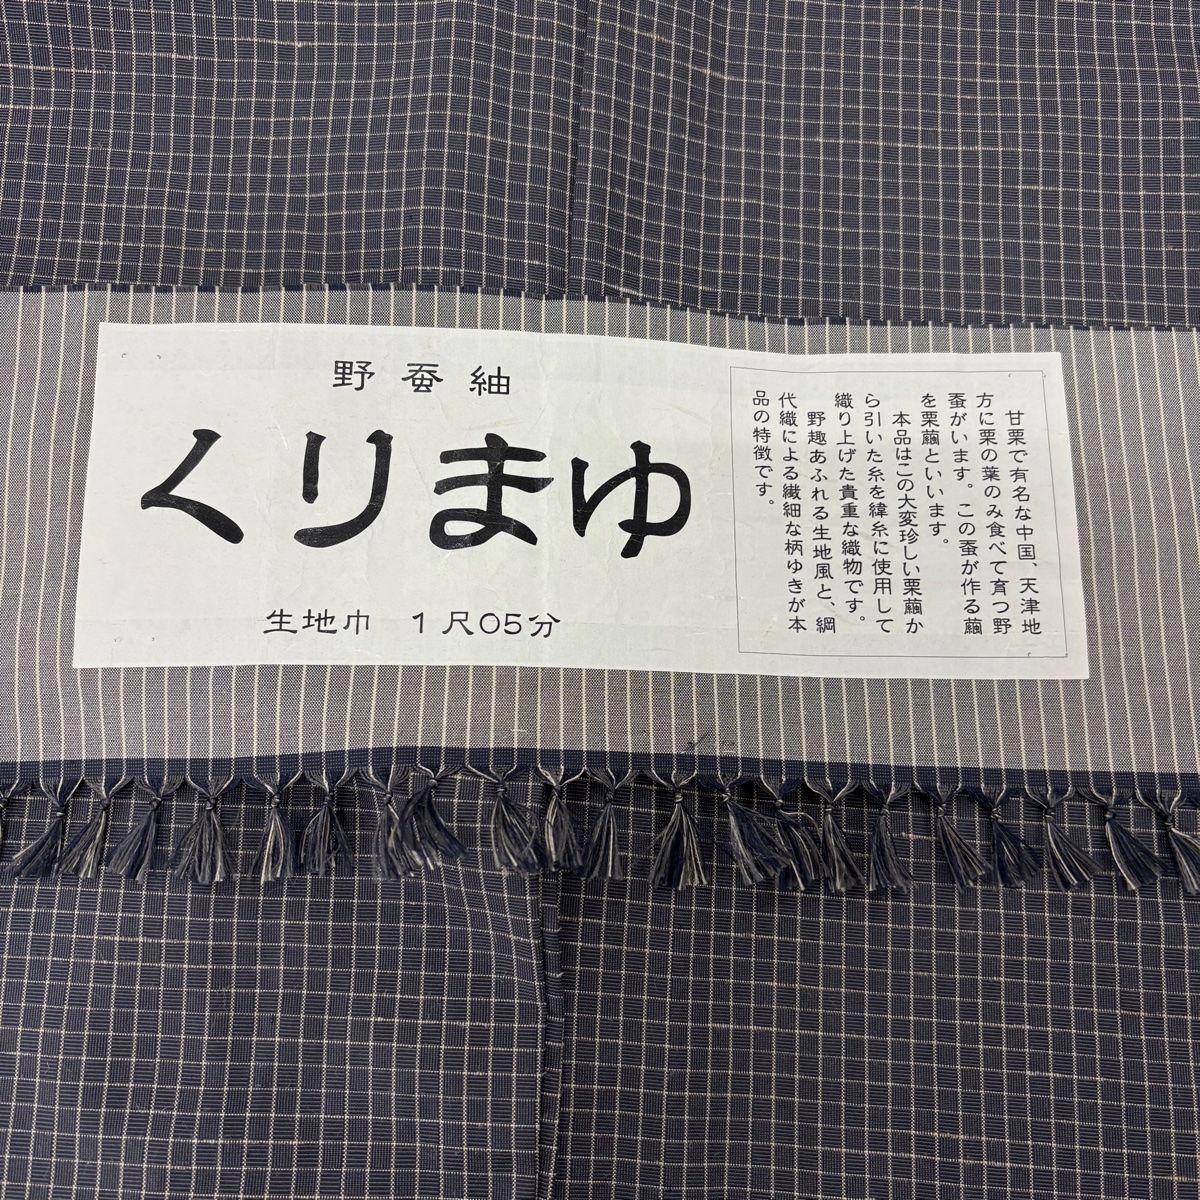 野蚕紬
くりまゆ
生地巾 1尺05分
甘栗で有名な中国、天津地
方に栗の葉のみ食べて育つ野
蚕がいます。この蚕が作る繭
を栗繭といいます。
本品はこの大変珍しい栗繭か
ら引いた糸を緯糸に使用して
織り上げた貴重な織物です。
野趣あふれる生地風と、綱
代織による繊細な柄ゆきが本
品の特徴です。